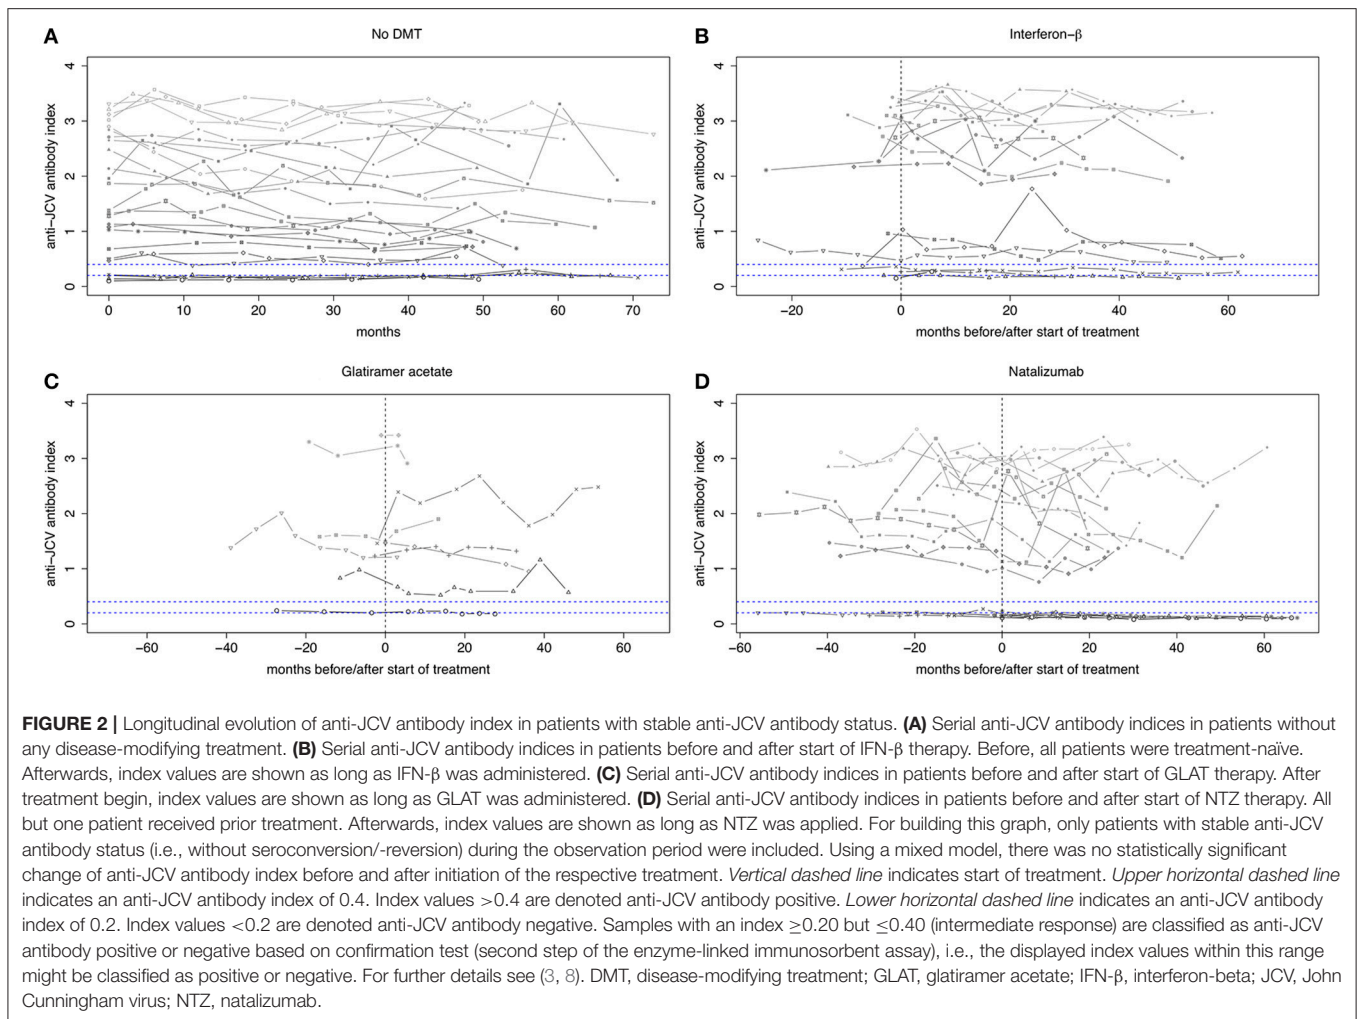 A
No DMT
anti−JCV antibody index
0
1
2
3
4
0 10 20 30 40 50 60 70
months
B
Interferon−β
anti−JCV antibody index
0
1
2
3
4
−20 0 20 40 60
months before/after start of treatment
C
Glatiramer acetate
anti−JCV antibody index
0
1
2
3
4
−60 −40 −20 0 20 40 60
months before/after start of treatment
D
Natalizumab
anti−JCV antibody index
0
1
2
3
4
−60 −40 −20 0 20 40 60
months before/after start of treatment
FIGURE 2 | Longitudinal evolution of anti-JCV antibody index in patients with stable anti-JCV antibody status. (A) Serial anti-JCV antibody indices in patients without
any disease-modifying treatment. (B) Serial anti-JCV antibody indices in patients before and after start of IFN-β therapy. Before, all patients were treatment-naïve.
Afterwards, index values are shown as long as IFN-β was administered. (C) Serial anti-JCV antibody indices in patients before and after start of GLAT therapy. After
treatment begin, index values are shown as long as GLAT was administered. (D) Serial anti-JCV antibody indices in patients before and after start of NTZ therapy. All
but one patient received prior treatment. Afterwards, index values are shown as long as NTZ was applied. For building this graph, only patients with stable anti-JCV
antibody status (i.e., without seroconversion/-reversion) during the observation period were included. Using a mixed model, there was no statistically significant
change of anti-JCV antibody index before and after initiation of the respective treatment. Vertical dashed line indicates start of treatment. Upper horizontal dashed line
indicates an anti-JCV antibody index of 0.4. Index values >0.4 are denoted anti-JCV antibody positive. Lower horizontal dashed line indicates an anti-JCV antibody
index of 0.2. Index values <0.2 are denoted anti-JCV antibody negative. Samples with an index ≥0.20 but ≤0.40 (intermediate response) are classified as anti-JCV
antibody positive or negative based on confirmation test (second step of the enzyme-linked immunosorbent assay), i.e., the displayed index values within this range
might be classified as positive or negative. For further details see (3, 8). DMT, disease-modifying treatment; GLAT, glatiramer acetate; IFN-β, interferon-beta; JCV, John
Cunningham virus; NTZ, natalizumab.